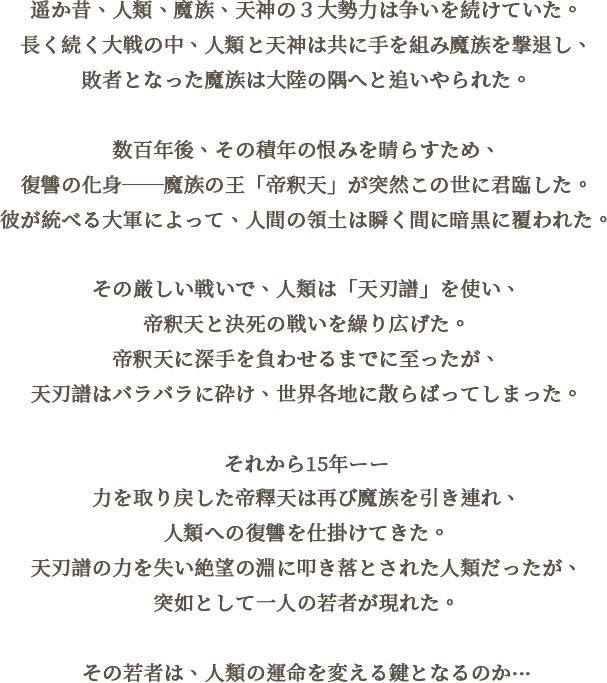 遥か昔、人類、魔族、天神の３大勢力は争いを続けていた。
長く続く大戦の中、人類と天神は共に手を組み魔族を撃退し、
敗者となった魔族は大陸の隅へと追いやられた。
数百年後、その積年の恨みを晴らすため、
復讐の化身──魔族の王「帝釈天」が突然この世に君臨した。
彼が統べる大軍によって、人間の領土は瞬く間に暗黒に覆われた。
その厳しい戦いで、人類は「天刃譜」を使い、
帝釈天と決死の戦いを繰り広げた。
帝釈天に深手を負わせるまでに至ったが、
天刃譜はバラバラに砕け、世界各地に散らばってしまった。
それから15年ーー
力を取り戻した帝釋天は再び魔族を引き連れ、
人類への復讐を仕掛けてきた。
天刃譜の力を失い絶望の淵に叩き落とされた人類だったが、
突如として一人の若者が現れた。
その若者は、人類の運命を変える鍵となるのか…